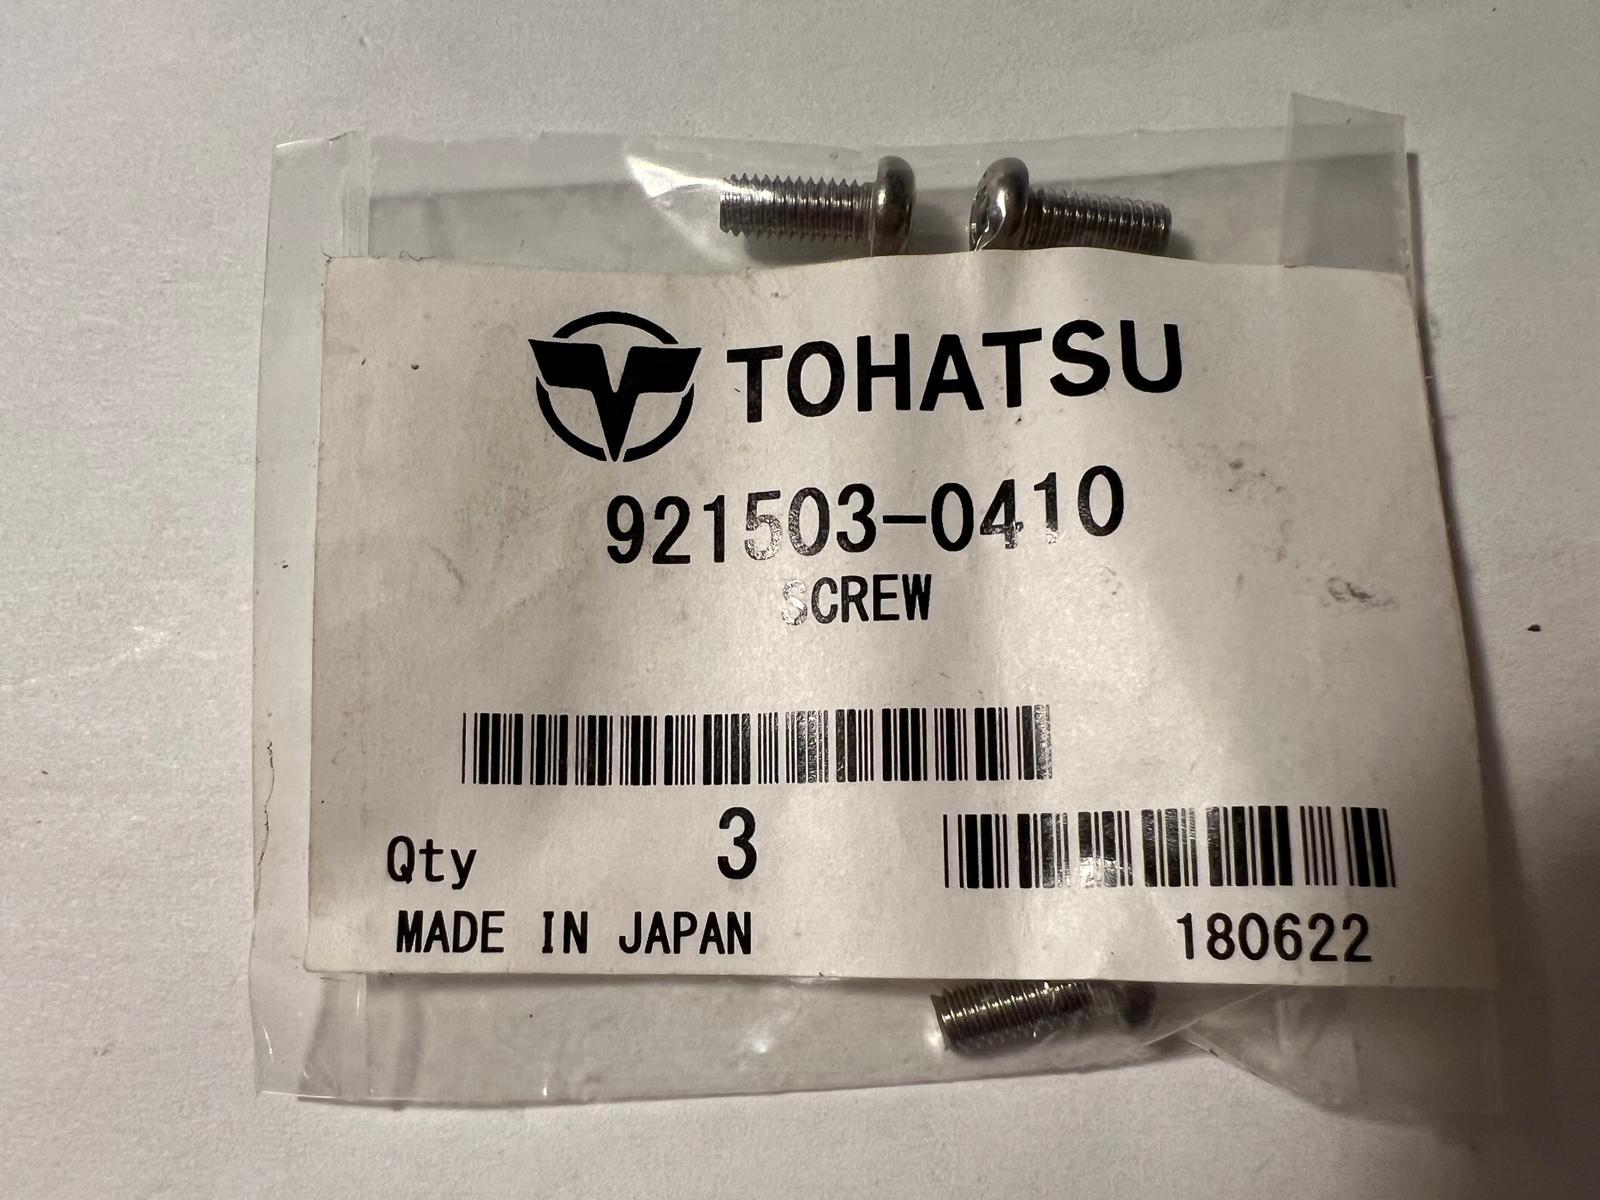 TOHATSU
921503-0410
SCREW
Qty 3
MADE IN JAPAN 180622